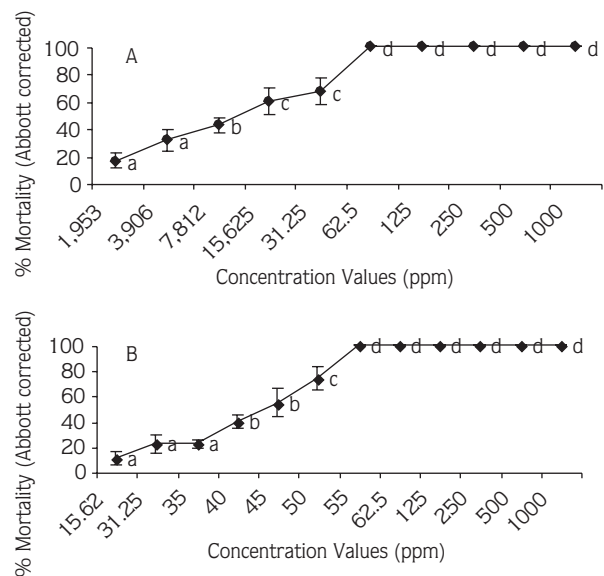 % Mortality (Abbott corrected)
A
100
80
60
40
20
0
a a b c c d d d d d
1,953 3,906 7,812 15,625 31.25 62.5 125 250 500 1000
Concentration Values (ppm)
% Mortality (Abbott corrected)
B
100
80
60
40
20
0
a a a b b c d d d d d d
15.62 31.25 35 40 45 50 55 62.5 125 250 500 1000
Concentration Values (ppm)